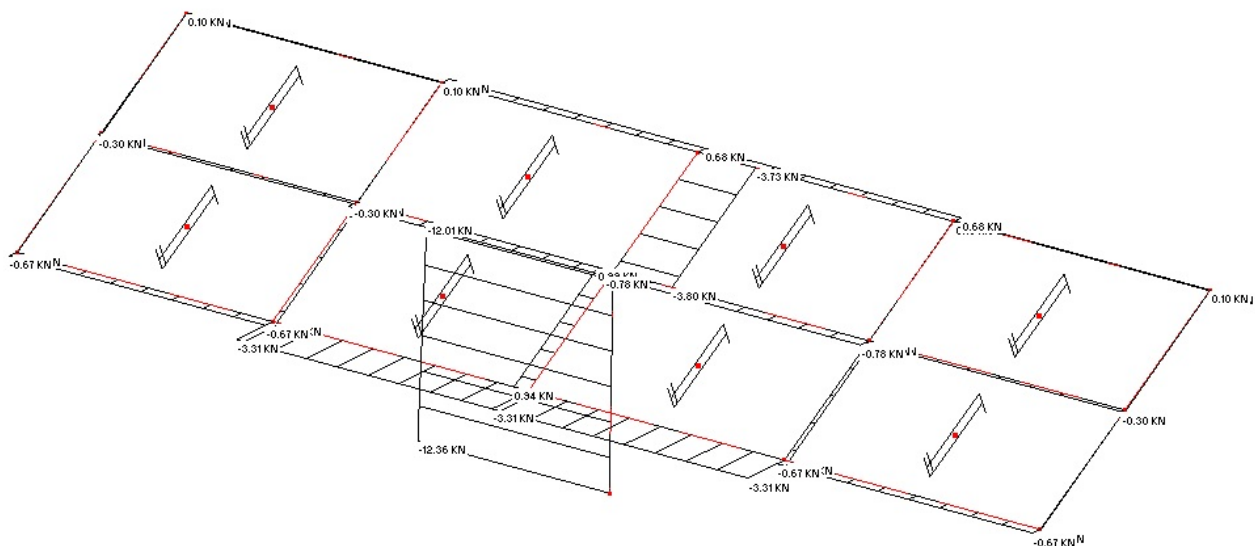 0.10 KN
0.10 KN
-0.30 KN
0.68 KN
-3.73 KN
-0.30 KN
-12.01 KN
0.68 KN
-0.67 KN
-0.78 KN
-3.80 KN
0.10 KN
-0.67 KN
-3.31 KN
-0.78 KN
0.94 KN
-3.31 KN
-0.30 KN
-12.36 KN
-0.67 KN
-3.31 KN
-0.67 KN